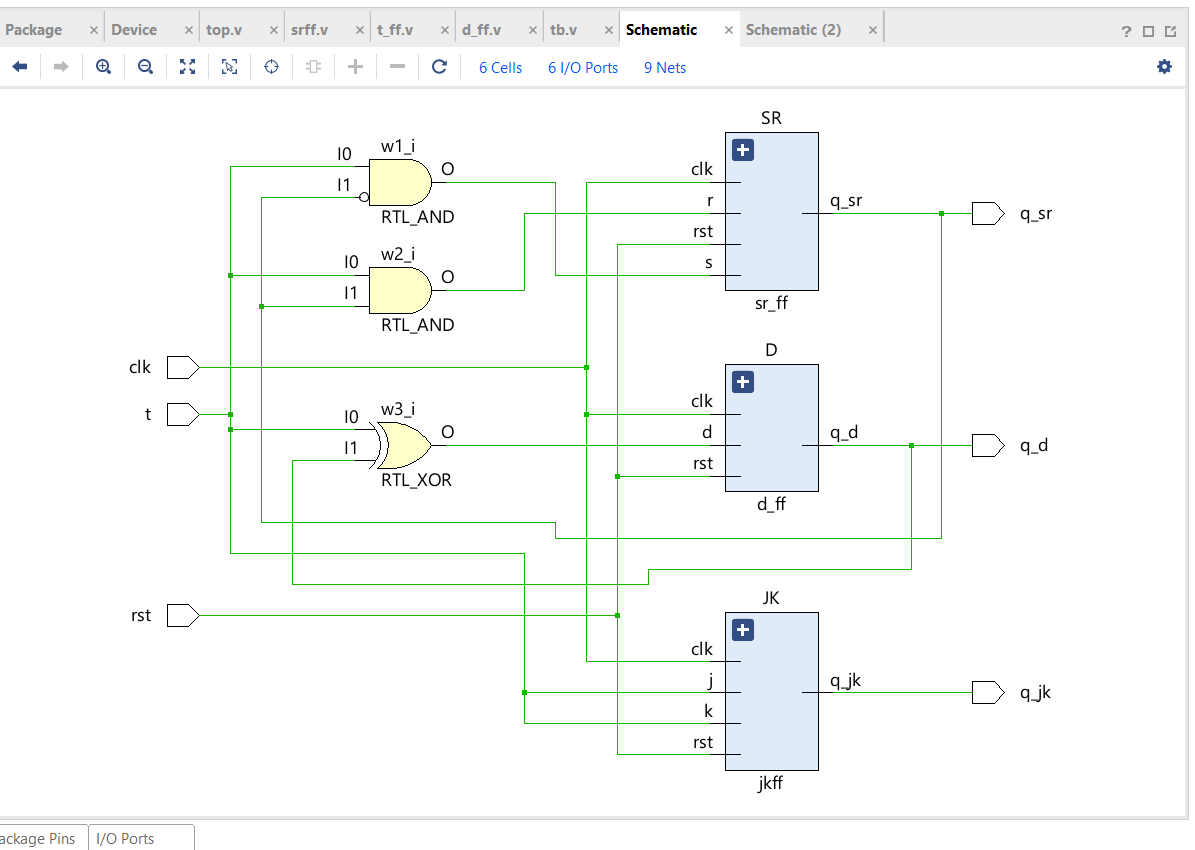 Package × Device × top.v × srff.v × t_ff.v × d_ff.v × tb.v × Schematic × Schematic (2) × ?
6 Cells 6 I/O Ports 9 Nets
SR
w1_i
I0
O
clk
I1
r
q_sr
q_sr
RTL_AND
rst
w2_i
I0
s
O
I1
sr_ff
RTL_AND
D
clk
clk
w3_i
t
I0
O
d
q_d
q_d
I1
rst
RTL_XOR
d_ff
JK
rst
clk
j
q_jk
q_jk
k
rst
jkff
ackage Pins I/O Ports